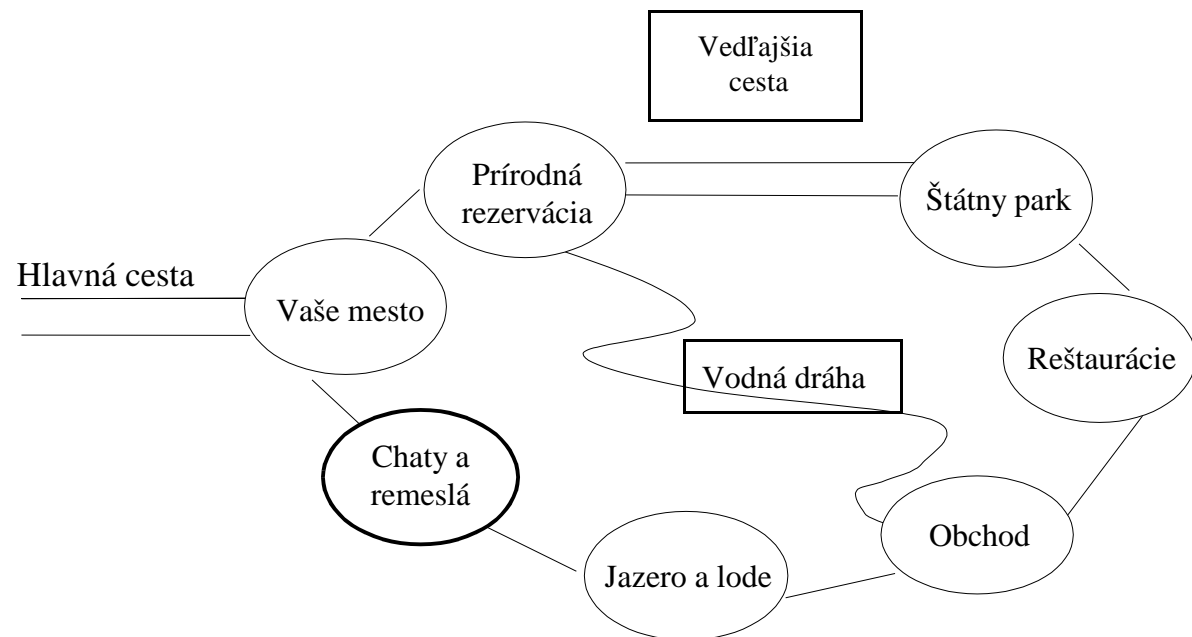 Vedľajšia
cesta
Prírodná
rezervácia
Štátny park
Hlavná cesta
Vaše mesto
Vodná dráha
Reštaurácie
Chaty a
remeslá
Obchod
Jazero a lode